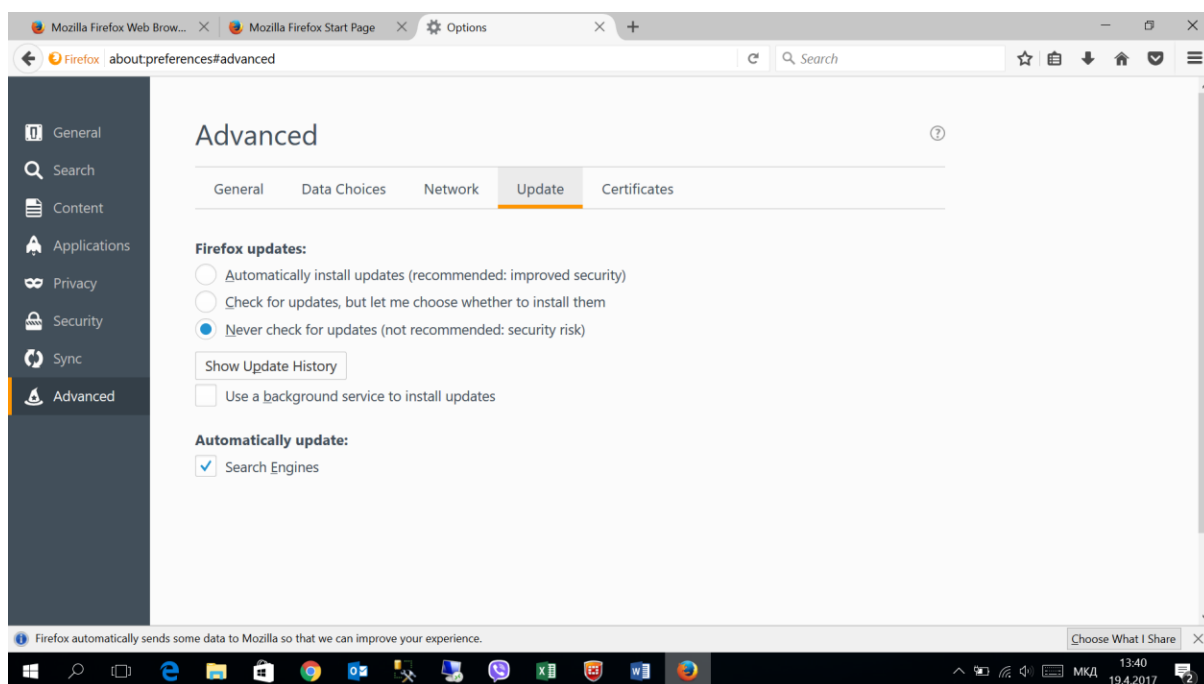 Mozilla Firefox Web Brow...
Mozilla Firefox Start Page
Options
Firefox about:preferences#advanced
Search
General
Search
Content
Applications
Privacy
Security
Sync
Advanced
Advanced
General Data Choices Network Update Certificates
Firefox updates:
Automatically install updates (recommended: improved security)
Check for updates, but let me choose whether to install them
Never check for updates (not recommended: security risk)
Show Update History
Use a background service to install updates
Automatically update:
Search Engines
Firefox automatically sends some data to Mozilla so that we can improve your experience.
Choose What I Share
МКД
13:40
19.4.2017